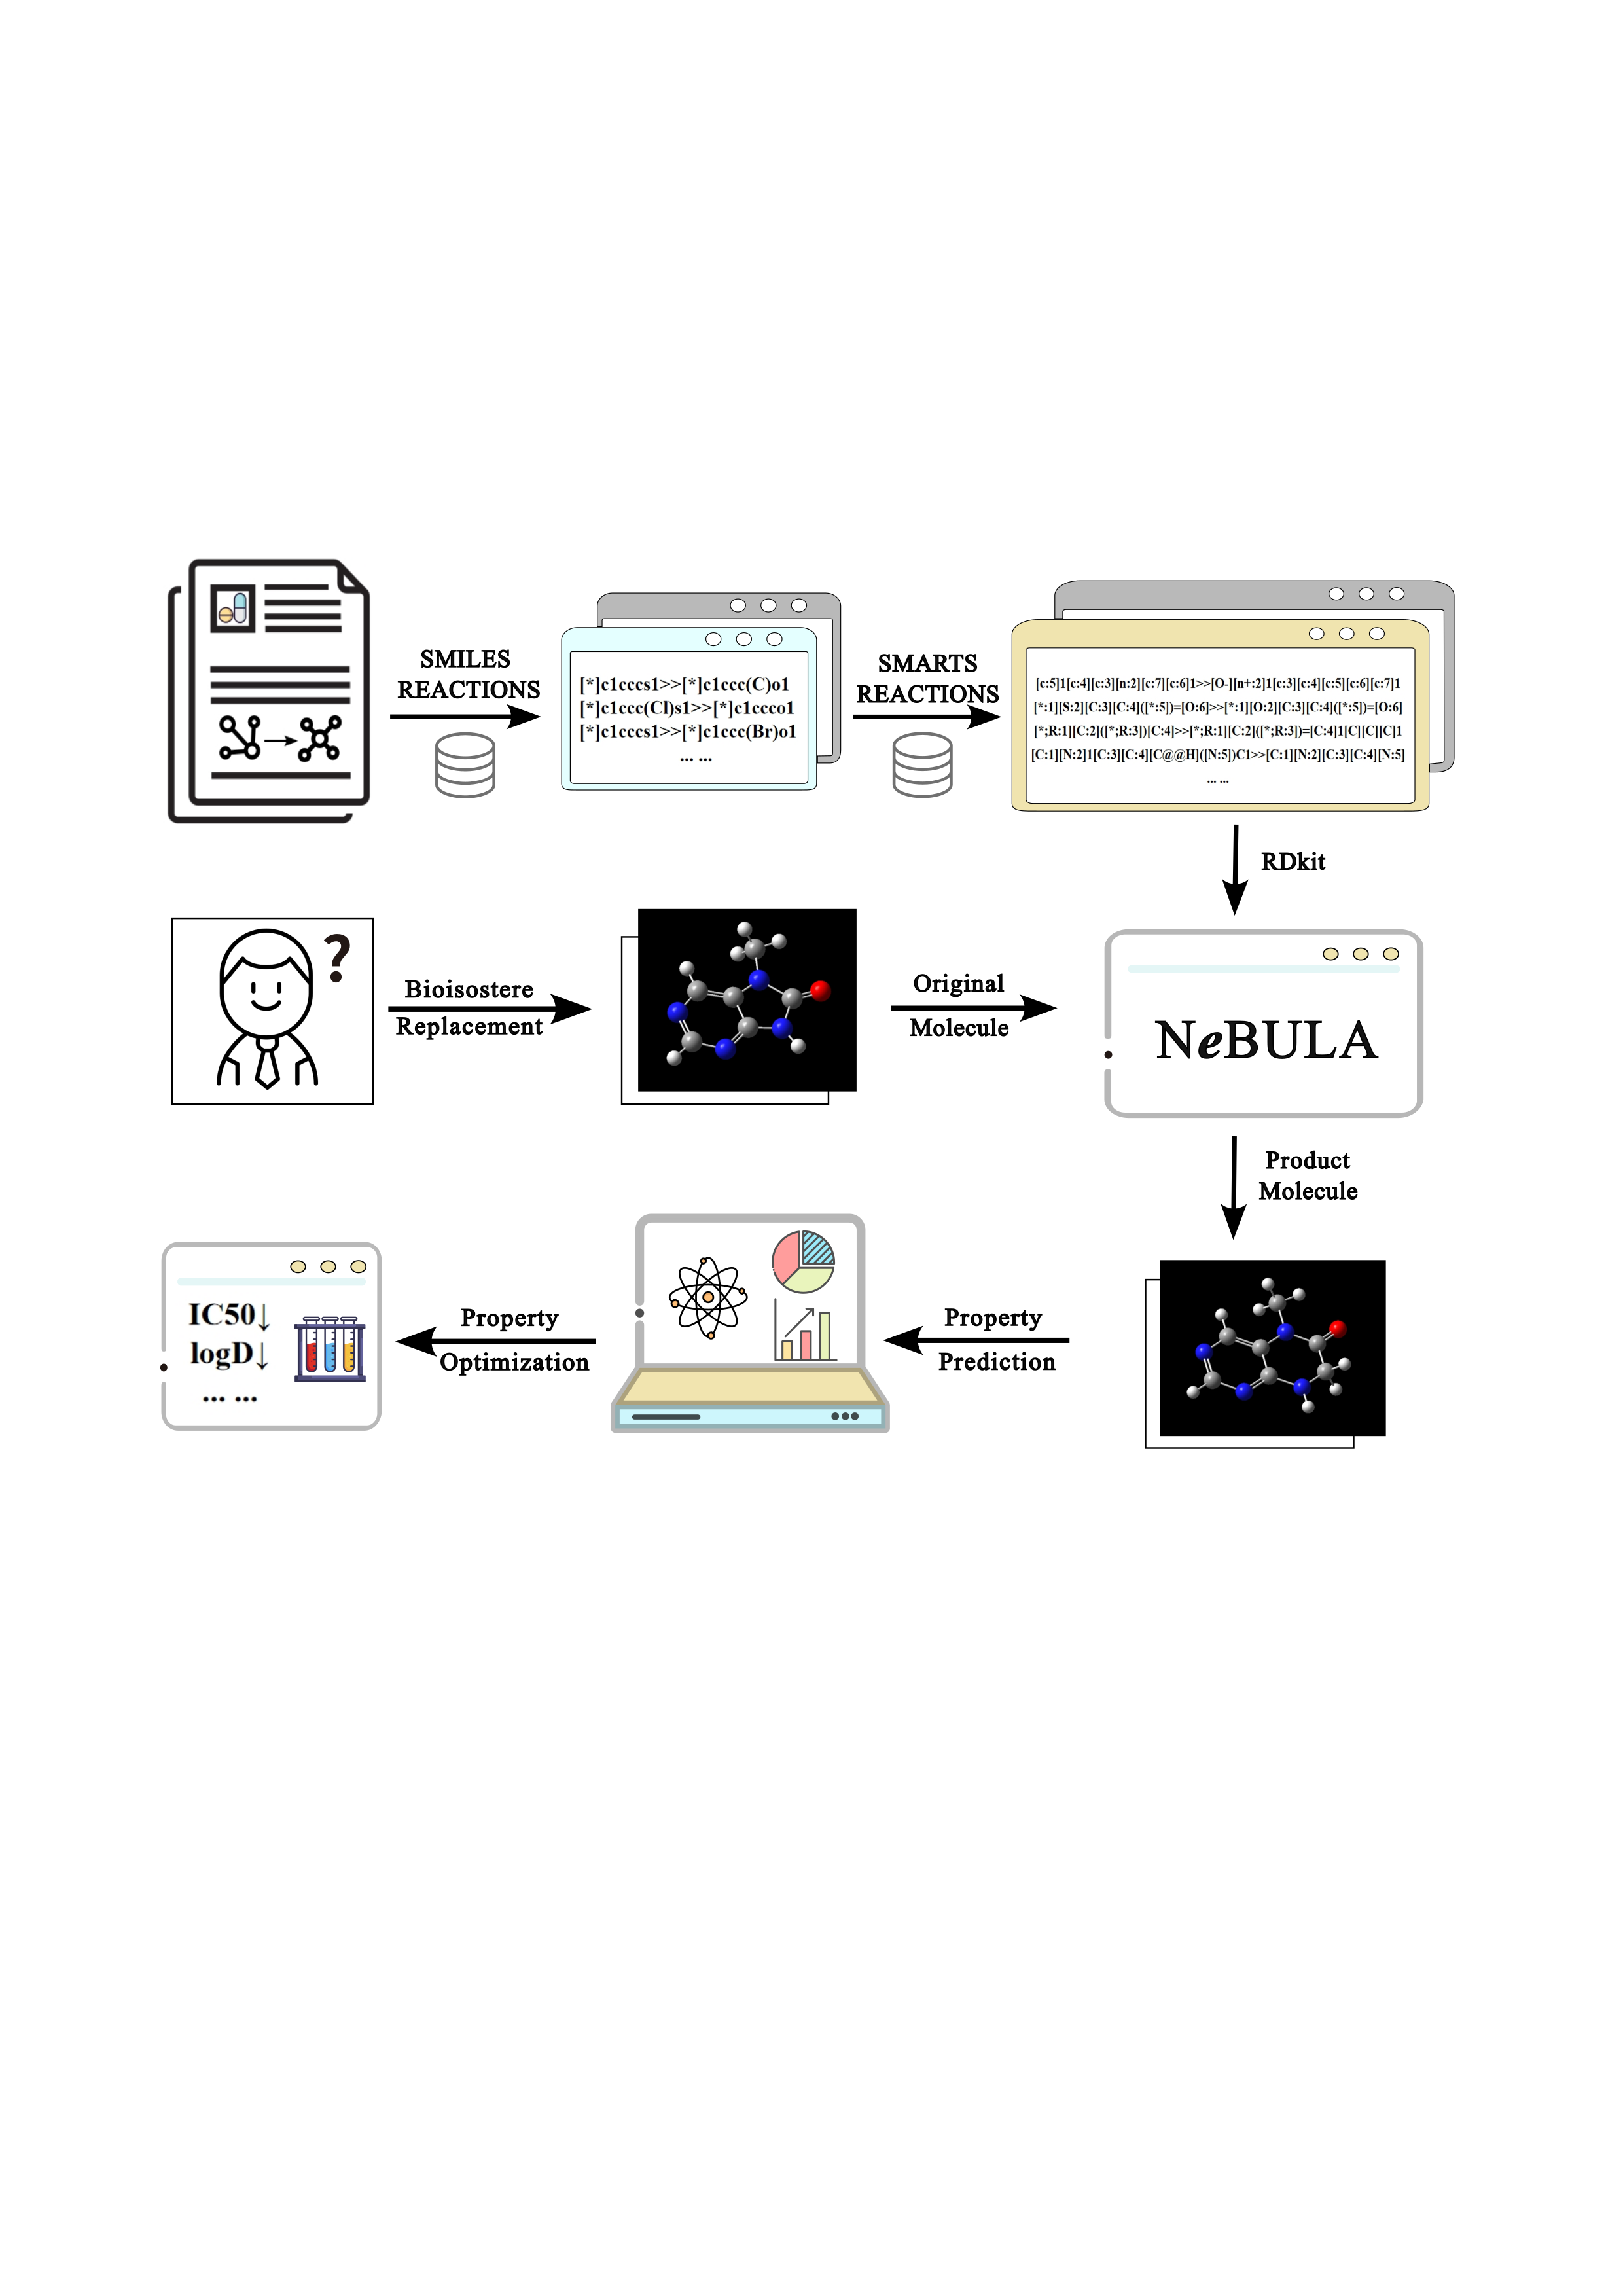 SMILES
REACTIONS
[*]c1cccs1>>[*]c1ccc(C)o1
[*]c1ccc(Cl)s1>>[*]c1ccco1
[*]c1cccs1>>[*]c1ccc(Br)o1
... ...
SMARTS
REACTIONS
[c:5]1[c:4][c:3][n:2][c:7][c:6]1>>[O-][n+:2]1[c:3][c:4][c:5][c:6][c:7]1
[*:1][S:2][C:3][C:4]([*:5])=[O:6]>>[*:1][O:2][C:3][C:4]([*:5])=[O:6]
[*;R:1][C:2]([*;R:3])[C:4]>>[*;R:1][C:2]([*;R:3])=[C:4]1[C][C][C]1
[C:1][N:2]1[C:3][C:4][C@@H]([N:5])C1>>[C:1][N:2][C:3][C:4][N:5]
... ...
RDkit
?
Bioisostere
Replacement
Original
Molecule
NeBULA
Product
Molecule
Property
Prediction
Property
Optimization
IC50↓
logD↓
... ...